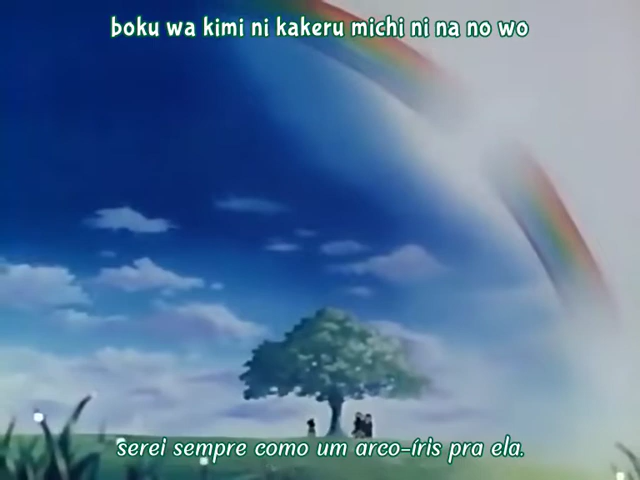 boku wa kimi ni kakeru michi ni na no wo
serei sempre como um arco-íris pra ela.